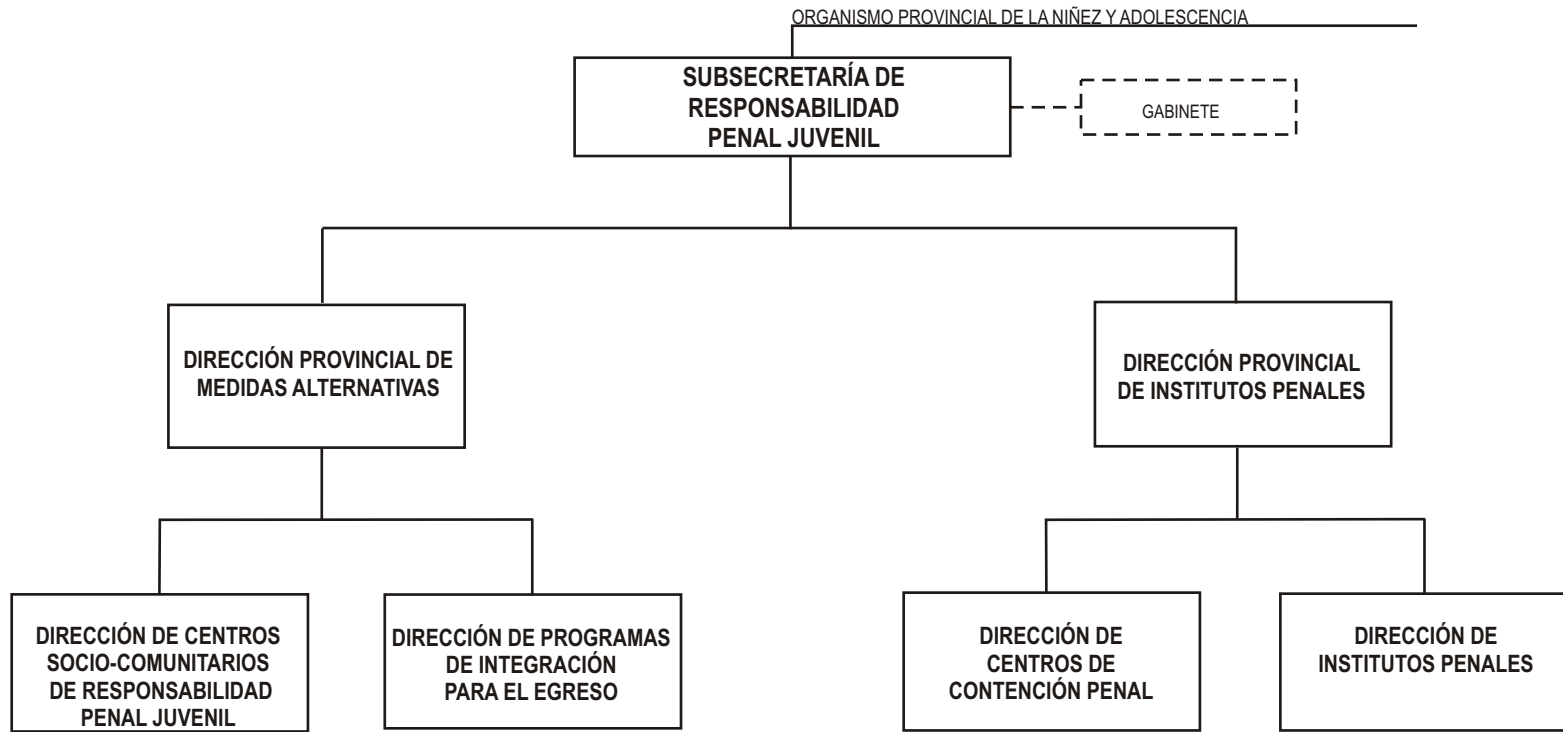 ORGANISMO PROVINCIAL DE LA NIÑEZ Y ADOLESCENCIA
SUBSECRETARÍA DE
RESPONSABILIDAD
PENAL JUVENIL
GABINETE
DIRECCIÓN PROVINCIAL DE
MEDIDAS ALTERNATIVAS
DIRECCIÓN PROVINCIAL
DE INSTITUTOS PENALES
DIRECCIÓN DE CENTROS
SOCIO-COMUNITARIOS
DE RESPONSABILIDAD
PENAL JUVENIL
DIRECCIÓN DE PROGRAMAS
DE INTEGRACIÓN
PARA EL EGRESO
DIRECCIÓN DE
CENTROS DE
CONTENCIÓN PENAL
DIRECCIÓN DE
INSTITUTOS PENALES